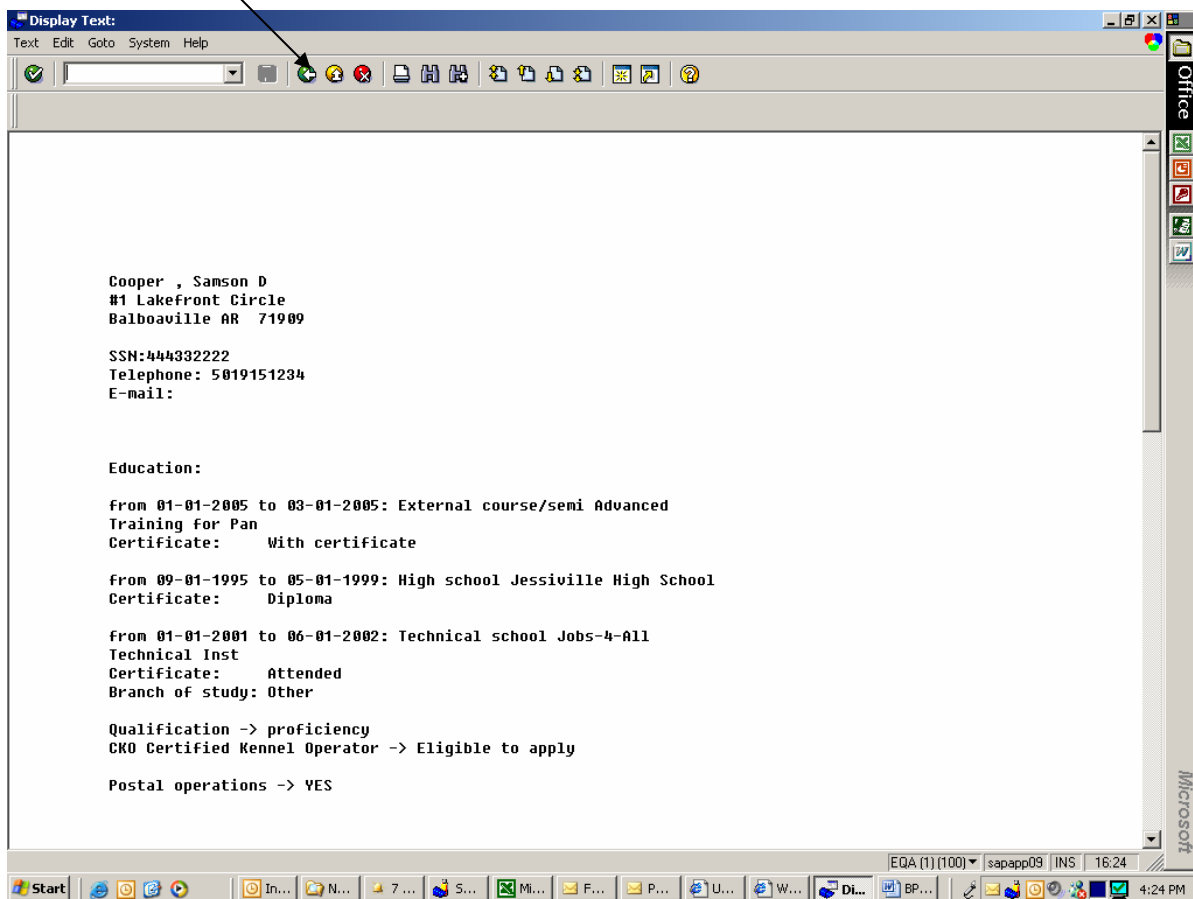 Display Text:
Text Edit Goto System Help
Office
Cooper , Samson D
#1 Lakefront Circle
Balboaville AR 71909
SSN:444332222
Telephone: 5019151234
E-mail:
Education:
from 01-01-2005 to 03-01-2005: External course/semi Advanced
Training for Pan
Certificate: With certificate
from 09-01-1995 to 05-01-1999: High school Jessiville High School
Certificate: Diploma
from 01-01-2001 to 06-01-2002: Technical school Jobs-4-All
Technical Inst
Certificate: Attended
Branch of study: Other
Qualification -> proficiency
CKO Certified Kennel Operator -> Eligible to apply
Postal operations -> YES
Microsoft
EQA (1) (100) sapapp09 INS 16:24
Start In... N... 7 ... S... Mi... F... P... U... W... Di... BP... 4:24 PM